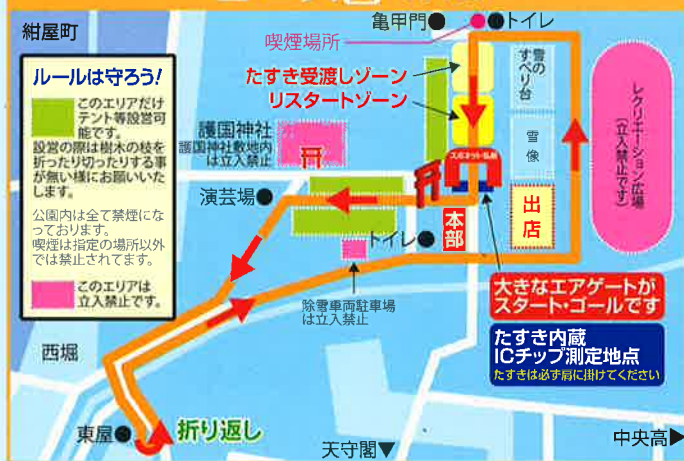 紺屋町
亀甲門●
●トイレ
喫煙場所
ルールは守ろう!
このエリアだけ
テント等設営可
能です。
設営の際は樹木の枝を
折ったり切ったりする事
が無い様にお願いいた
します。
公園内は全て禁煙にな
っております。
喫煙は指定の場所以外
では禁止されてます。
このエリアは
立入禁止です。
たすき受渡しゾーン
リスタートゾーン
雪の
すべり台
レクリエーション広場
(立入禁止です)
護国神社
護国神社敷地内
は立入禁止
雪像
スポネット弘前
演芸場●
出店
本部
トイレ●
除雪車両駐車場
は立入禁止
大きなエアゲートが
スタート・ゴールです
たすき内蔵
ICチップ測定地点
たすきは必ず肩に掛けてください
西堀
東屋●
折り返し
天守閣▼
中央高▶